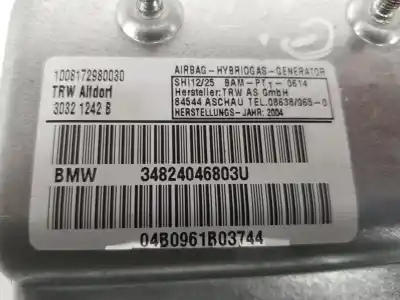 1008172980030
TRW Alfdorf
3032 1242 B
AIRBAG-HYBRIDGAS-GENERATOR
SHI12/25 BAM-PT1-0614
Hersteller:TRW AS GmbH
84544 ASCHAU TEL.08638/965-0
HERSTELLUNGS-JAHR: 2004
BMW 34824046803U
04B0961B03744